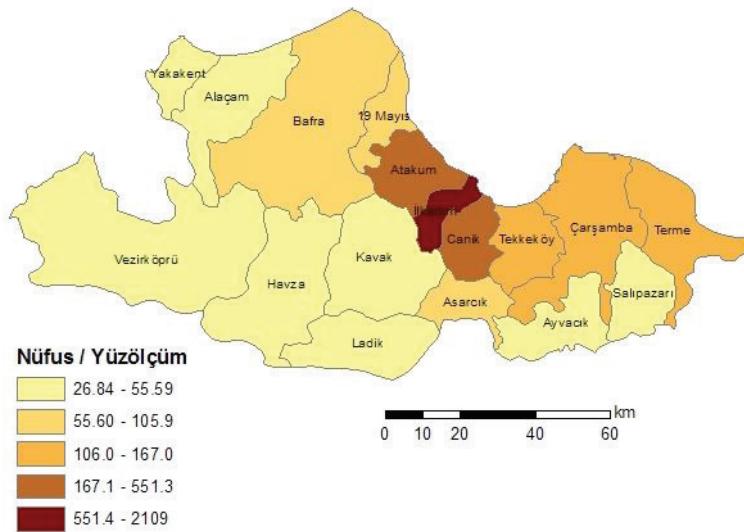 Yakakent
Alaçam
Bafra
19 Mayıs
Atakum
Canik
Tekkeköy
Çarşamba
Terme
Vezirköprü
Havza
Kavak
Asarcık
Salıpazarı
Ayvacık
Ladik
Nüfus / Yüzölçüm
26.84 - 55.59
55.60 - 105.9
106.0 - 167.0
167.1 - 551.3
551.4 - 2109
km
0 10 20 40 60